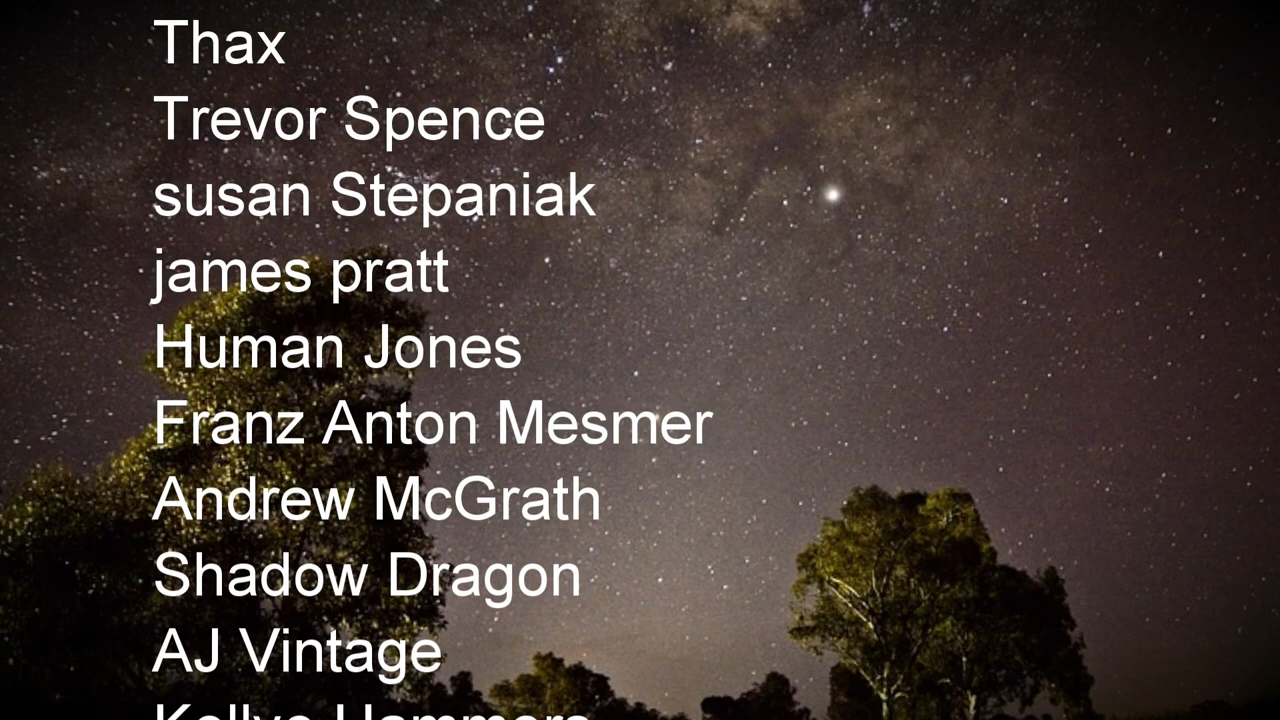 Thax
Trevor Spence
susan Stepaniak
james pratt
Human Jones
Franz Anton Mesmer
Andrew McGrath
Shadow Dragon
AJ Vintage